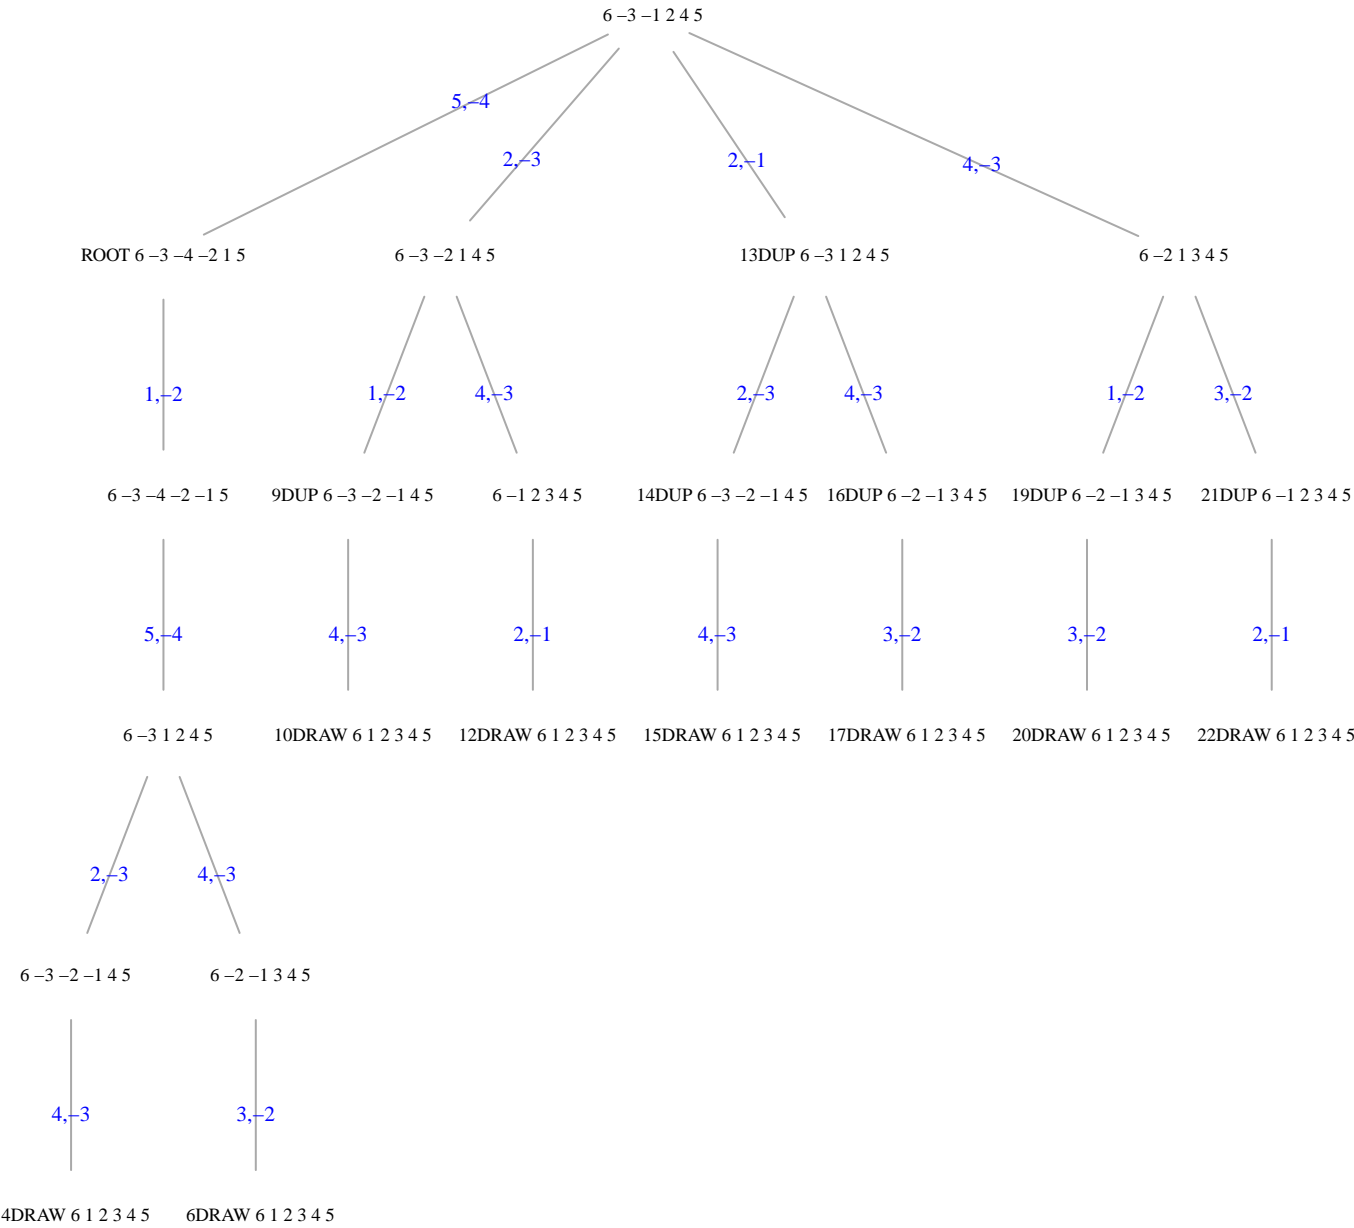 6 –3 –1 2 4 5
5,–4
2,–3
2,–1
4,–3
ROOT 6 –3 –4 –2 1 5
6 –3 –2 1 4 5
13DUP 6 –3 1 2 4 5
6 –2 1 3 4 5
1,–2
1,–2
4,–3
2,–3
4,–3
1,–2
3,–2
6 –3 –4 –2 –1 5
9DUP 6 –3 –2 –1 4 5
6 –1 2 3 4 5
14DUP 6 –3 –2 –1 4 5
16DUP 6 –2 –1 3 4 5
19DUP 6 –2 –1 3 4 5
21DUP 6 –1 2 3 4 5
5,–4
4,–3
2,–1
4,–3
3,–2
3,–2
2,–1
6 –3 1 2 4 5
10DRAW 6 1 2 3 4 5
12DRAW 6 1 2 3 4 5
15DRAW 6 1 2 3 4 5
17DRAW 6 1 2 3 4 5
20DRAW 6 1 2 3 4 5
22DRAW 6 1 2 3 4 5
2,–3
4,–3
6 –3 –2 –1 4 5
6 –2 –1 3 4 5
4,–3
3,–2
4DRAW 6 1 2 3 4 5
6DRAW 6 1 2 3 4 5